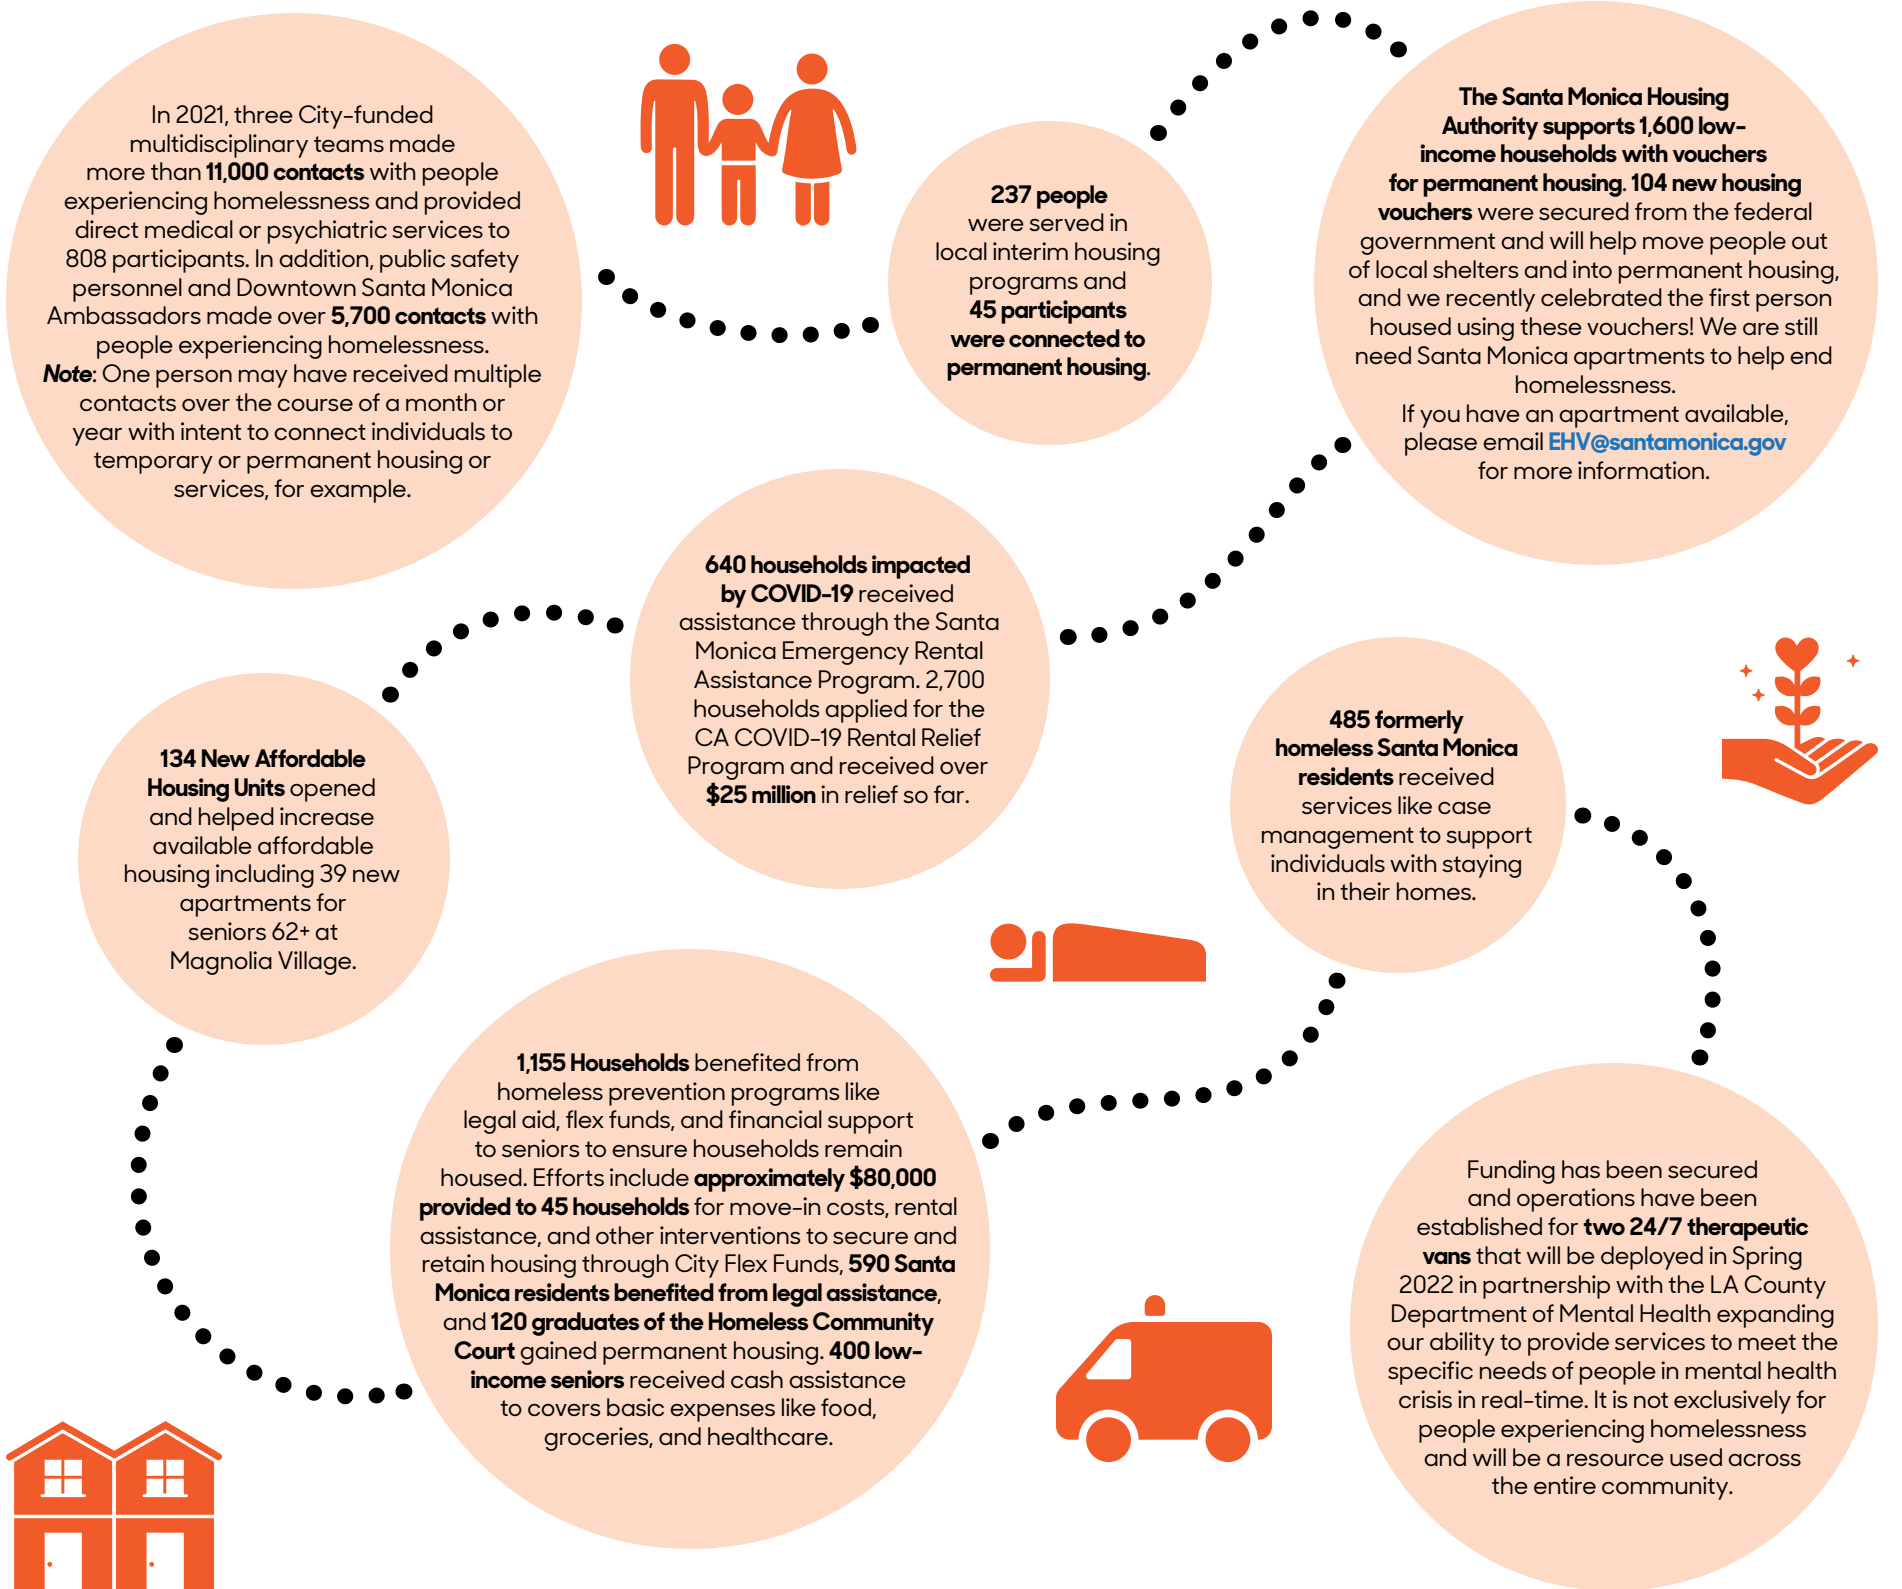 In 2021, three City-funded
multidisciplinary teams made
more than 11,000 contacts with people
experiencing homelessness and provided
direct medical or psychiatric services to
808 participants. In addition, public safety
personnel and Downtown Santa Monica
Ambassadors made over 5,700 contacts with
people experiencing homelessness.
Note: One person may have received multiple
contacts over the course of a month or
year with intent to connect individuals to
temporary or permanent housing or
services, for example.
237 people
were served in
local interim housing
programs and
45 participants
were connected to
permanent housing.
The Santa Monica Housing
Authority supports 1,600 low-
income households with vouchers
for permanent housing. 104 new housing
vouchers were secured from the federal
government and will help move people out
of local shelters and into permanent housing,
and we recently celebrated the first person
housed using these vouchers! We are still
need Santa Monica apartments to help end
homelessness.
If you have an apartment available,
please email EHV@santamonica.gov
for more information.
640 households impacted
by COVID-19 received
assistance through the Santa
Monica Emergency Rental
Assistance Program. 2,700
households applied for the
CA COVID-19 Rental Relief
Program and received over
$25 million in relief so far.
134 New Affordable
Housing Units opened
and helped increase
available affordable
housing including 39 new
apartments for
seniors 62+ at
Magnolia Village.
485 formerly
homeless Santa Monica
residents received
services like case
management to support
individuals with staying
in their homes.
1,155 Households benefited from
homeless prevention programs like
legal aid, flex funds, and financial support
to seniors to ensure households remain
housed. Efforts include approximately $80,000
provided to 45 households for move-in costs, rental
assistance, and other interventions to secure and
retain housing through City Flex Funds, 590 Santa
Monica residents benefited from legal assistance,
and 120 graduates of the Homeless Community
Court gained permanent housing. 400 low-
income seniors received cash assistance
to covers basic expenses like food,
groceries, and healthcare.
Funding has been secured
and operations have been
established for two 24/7 therapeutic
vans that will be deployed in Spring
2022 in partnership with the LA County
Department of Mental Health expanding
our ability to provide services to meet the
specific needs of people in mental health
crisis in real-time. It is not exclusively for
people experiencing homelessness
and will be a resource used across
the entire community.